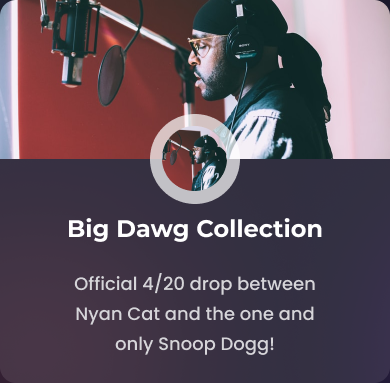 Big Dawg Collection
Official 4/20 drop between
Nyan Cat and the one and
only Snoop Dogg!